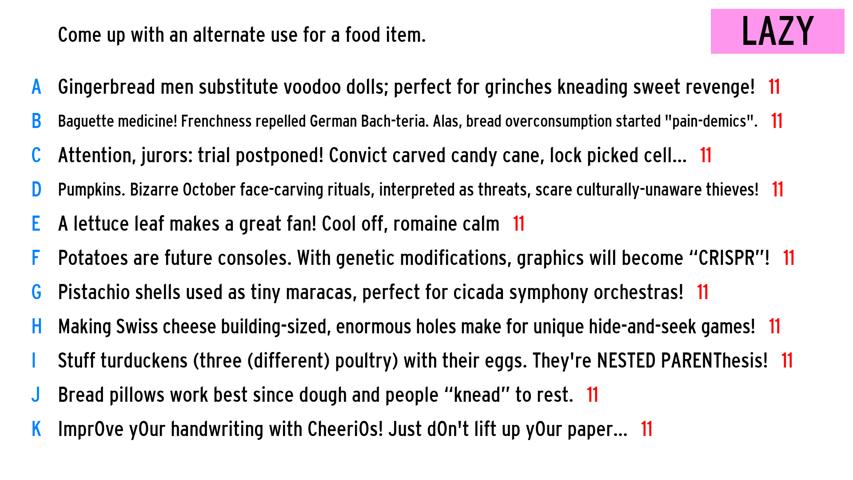 Come up with an alternate use for a food item.
LAZY
A Gingerbread men substitute voodoo dolls; perfect for grinches kneading sweet revenge! 11
B Baguette medicine! Frenchness repelled German Bach-teria. Alas, bread overconsumption started "pain-demics". 11
C Attention, jurors: trial postponed! Convict carved candy cane, lock picked cell... 11
D Pumpkins. Bizarre October face-carving rituals, interpreted as threats, scare culturally-unaware thieves! 11
E A lettuce leaf makes a great fan! Cool off, romaine calm 11
F Potatoes are future consoles. With genetic modifications, graphics will become “CRISPR”! 11
G Pistachio shells used as tiny maracas, perfect for cicada symphony orchestras! 11
H Making Swiss cheese building-sized, enormous holes make for unique hide-and-seek games! 11
I Stuff turduckens (three (different) poultry) with their eggs. They're NESTED PARENThesis! 11
J Bread pillows work best since dough and people “knead” to rest. 11
K ImprOve yOur handwriting with CheeriOs! Just dOn't lift up yOur paper... 11